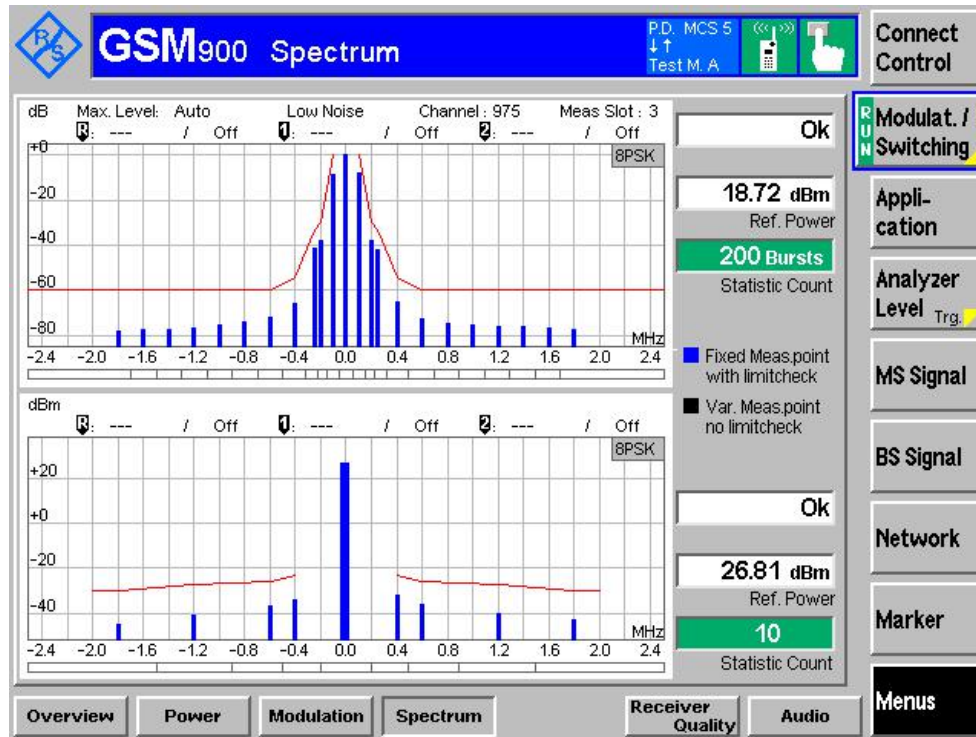 R/S
GSM900 Spectrum
P.D. MCS 5
↓↑
Test M. A
Connect Control
dB Max. Level: Auto Low Noise Channel : 975 Meas Slot : 3
R: --- / Off 1: --- / Off 2: --- / Off
8PSK
+0
-20
-40
-60
-80
MHz
-2.4 -2.0 -1.6 -1.2 -0.8 -0.4 0.0 0.4 0.8 1.2 1.6 2.0 2.4
Ok
18.72 dBm
Ref. Power
200 Bursts
Statistic Count
Fixed Meas.point
with limitcheck
Var. Meas.point
no limitcheck
dBm
R: --- / Off 1: --- / Off 2: --- / Off
8PSK
+20
+0
-20
-40
MHz
-2.4 -2.0 -1.6 -1.2 -0.8 -0.4 0.0 0.4 0.8 1.2 1.6 2.0 2.4
Ok
26.81 dBm
Ref. Power
10
Statistic Count
RUN
Modulat. /
Switching
Appli-
cation
Analyzer
Level Trg.
MS Signal
BS Signal
Network
Marker
Menus
Overview Power Modulation Spectrum Receiver Quality Audio